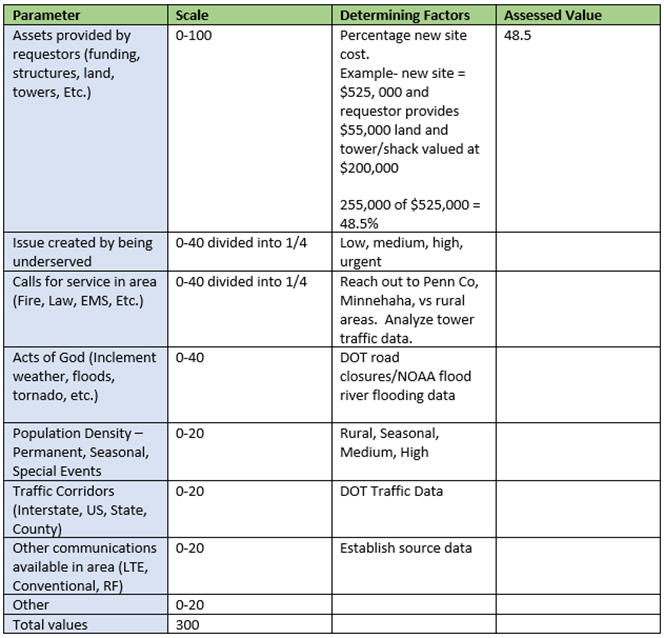 Parameter
Scale
Determining Factors
Assessed Value
Assets provided by
requestors (funding,
structures, land,
towers, Etc.)
0-100
Percentage new site
cost.
Example- new site =
$525, 000 and
requestor provides
$55,000 land and
tower/shack valued at
$200,000
255,000 of $525,000 =
48.5%
48.5
Issue created by being
underserved
0-40 divided into 1/4
Low, medium, high,
urgent
Calls for service in area
(Fire, Law, EMS, Etc.)
0-40 divided into 1/4
Reach out to Penn Co,
Minnehaha, vs rural
areas.  Analyze tower
traffic data.
Acts of God (Inclement
weather, floods,
tornado, etc.)
0-40
DOT road
closures/NOAA flood
river flooding data
Population Density –
Permanent, Seasonal,
Special Events
0-20
Rural, Seasonal,
Medium, High
Traffic Corridors
(Interstate, US, State,
County)
0-20
DOT Traffic Data
Other communications
available in area (LTE,
Conventional, RF)
0-20
Establish source data
Other
0-20
Total values
300